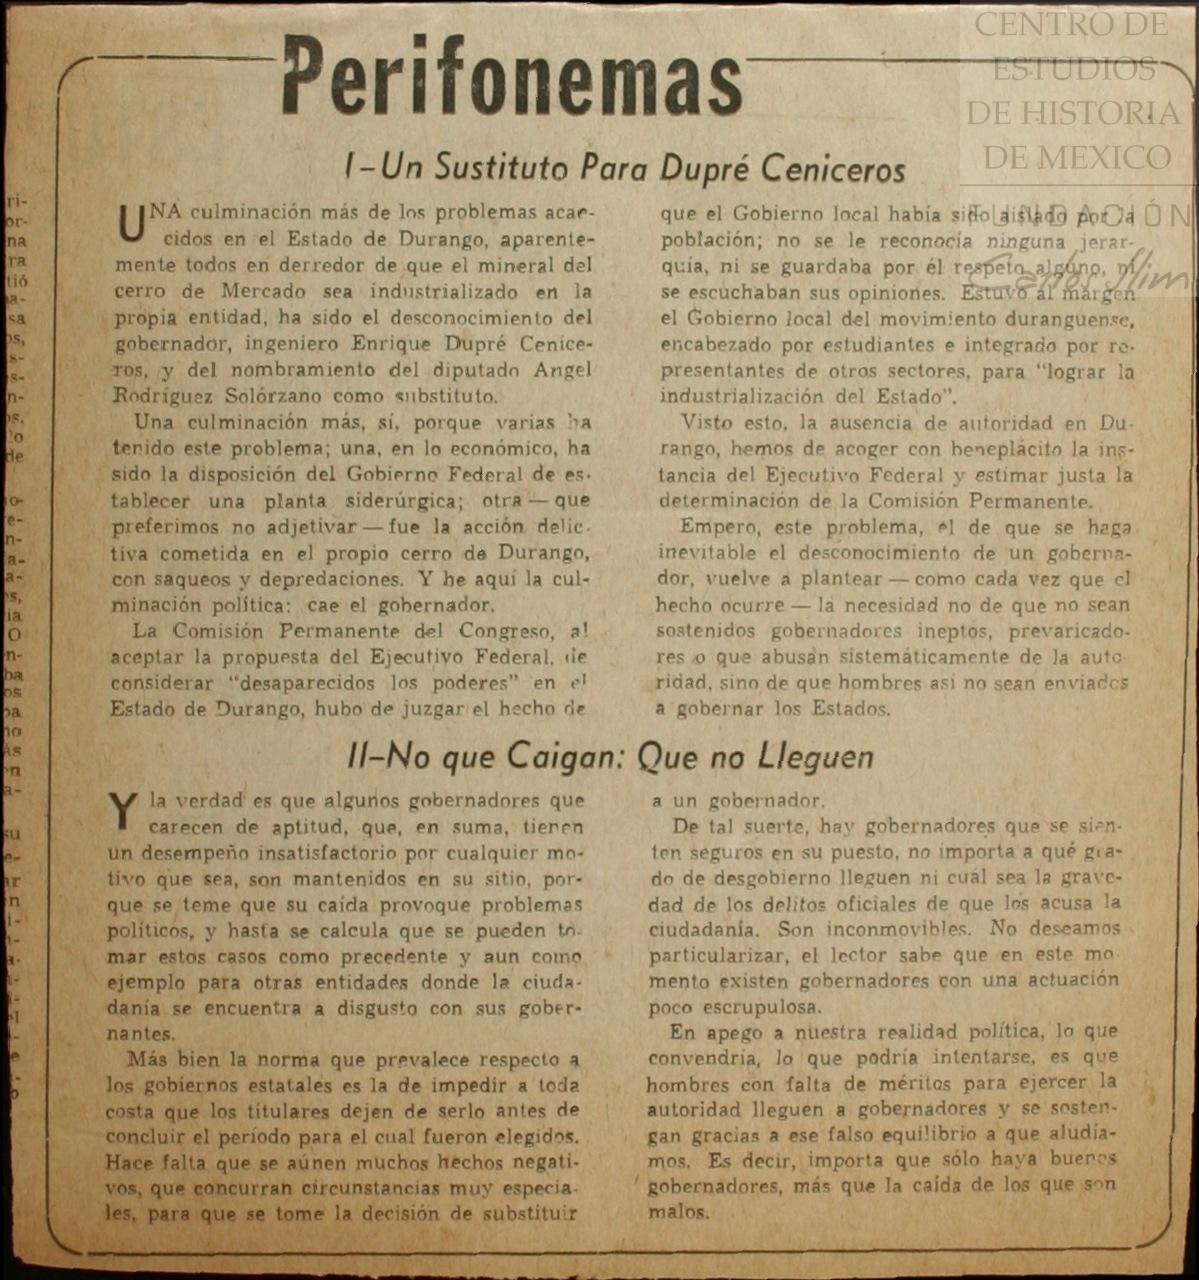 Perifonemas
I-Un Sustituto Para Dupré Ceniceros
UNA culminación más de los problemas acae-
cidos en el Estado de Durango, aparente-
mente todos en derredor de que el mineral del
cerro de Mercado sea industrializado en la
propia entidad, ha sido el desconocimiento del
gobernador, ingeniero Enrique Dupré Cenice-
ros, y del nombramiento del diputado Angel
Rodríguez Solórzano como substituto.
Una culminación más, sí, porque varias ha
tenido este problema; una, en lo económico, ha
sido la disposición del Gobierno Federal de es-
tablecer una planta siderúrgica; otra — que
preferimos no adjetivar — fue la acción delic-
tiva cometida en el propio cerro de Durango,
con saqueos y depredaciones. Y he aquí la cul-
minación política: cae el gobernador.
La Comisión Permanente del Congreso, al
aceptar la propuesta del Ejecutivo Federal, de
considerar "desaparecidos los poderes" en el
Estado de Durango, hubo de juzgar el hecho de
que el Gobierno local había sido aislado por la
población; no se le reconocía ninguna jerar-
quía, ni se guardaba por él respeto alguno, ni
se escuchaban sus opiniones. Estuvo al margen
el Gobierno local del movimiento duranguense,
encabezado por estudiantes e integrado por re-
presentantes de otros sectores, para "lograr la
industrialización del Estado".
Visto esto, la ausencia de autoridad en Du-
rango, hemos de acoger con beneplácito la ins-
tancia del Ejecutivo Federal y estimar justa la
determinación de la Comisión Permanente.
Empero, este problema, el de que se haga
inevitable el desconocimiento de un goberna-
dor, vuelve a plantear — como cada vez que el
hecho ocurre — la necesidad no de que no sean
sostenidos gobernadores ineptos, prevaricado-
res o que abusan sistemáticamente de la auto-
ridad, sino de que hombres así no sean enviados
a gobernar los Estados.
II-No que Caigan: Que no Lleguen
Y la verdad es que algunos gobernadores que
carecen de aptitud, que, en suma, tienen
un desempeño insatisfactorio por cualquier mo-
tivo que sea, son mantenidos en su sitio, por-
que se teme que su caída provoque problemas
políticos, y hasta se calcula que se pueden to-
mar estos casos como precedente y aun como
ejemplo para otras entidades donde la ciuda-
danía se encuentra a disgusto con sus gober-
nantes.
Más bien la norma que prevalece respecto a
los gobiernos estatales es la de impedir a toda
costa que los titulares dejen de serlo antes de
concluir el período para el cual fueron elegidos.
Hace falta que se aúnen muchos hechos negati-
vos, que concurran circunstancias muy especia-
les, para que se tome la decisión de substituir
a un gobernador.
De tal suerte, hay gobernadores que se sien-
ten seguros en su puesto, no importa a qué gra-
do de desgobierno lleguen ni cuál sea la grave-
dad de los delitos oficiales de que los acusa la
ciudadanía. Son inconmovibles. No deseamos
particularizar, el lector sabe que en este mo-
mento existen gobernadores con una actuación
poco escrupulosa.
En apego a nuestra realidad política, lo que
convendría, lo que podría intentarse, es que
hombres con falta de méritos para ejercer la
autoridad lleguen a gobernadores y se sosten-
gan gracias a ese falso equilibrio a que aludía-
mos. Es decir, importa que sólo haya buenos
gobernadores, más que la caída de los que son
malos.
CENTRO DE
ESTUDIOS
DE HISTORIA
DE MEXICO
FUNDACIÓN
Carlos Slim